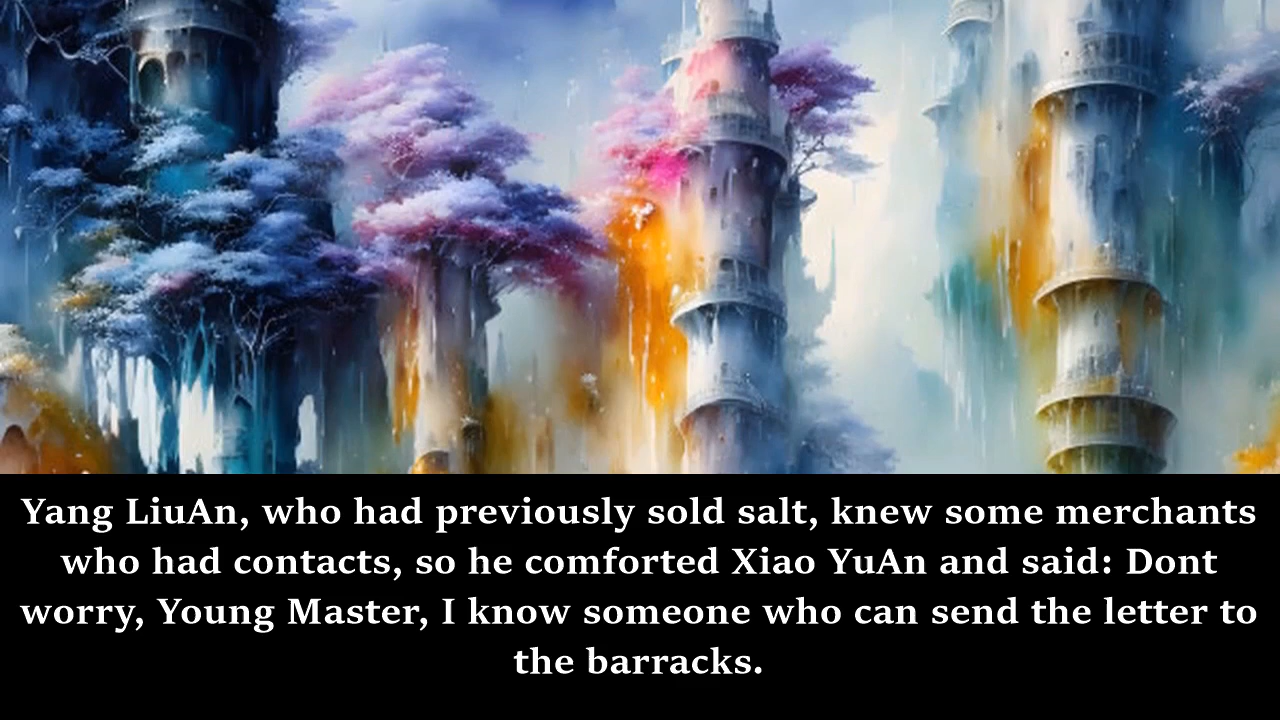 Yang LiuAn, who had previously sold salt, knew some merchants
who had contacts, so he comforted Xiao YuAn and said: Dont
worry, Young Master, I know someone who can send the letter to
the barracks.